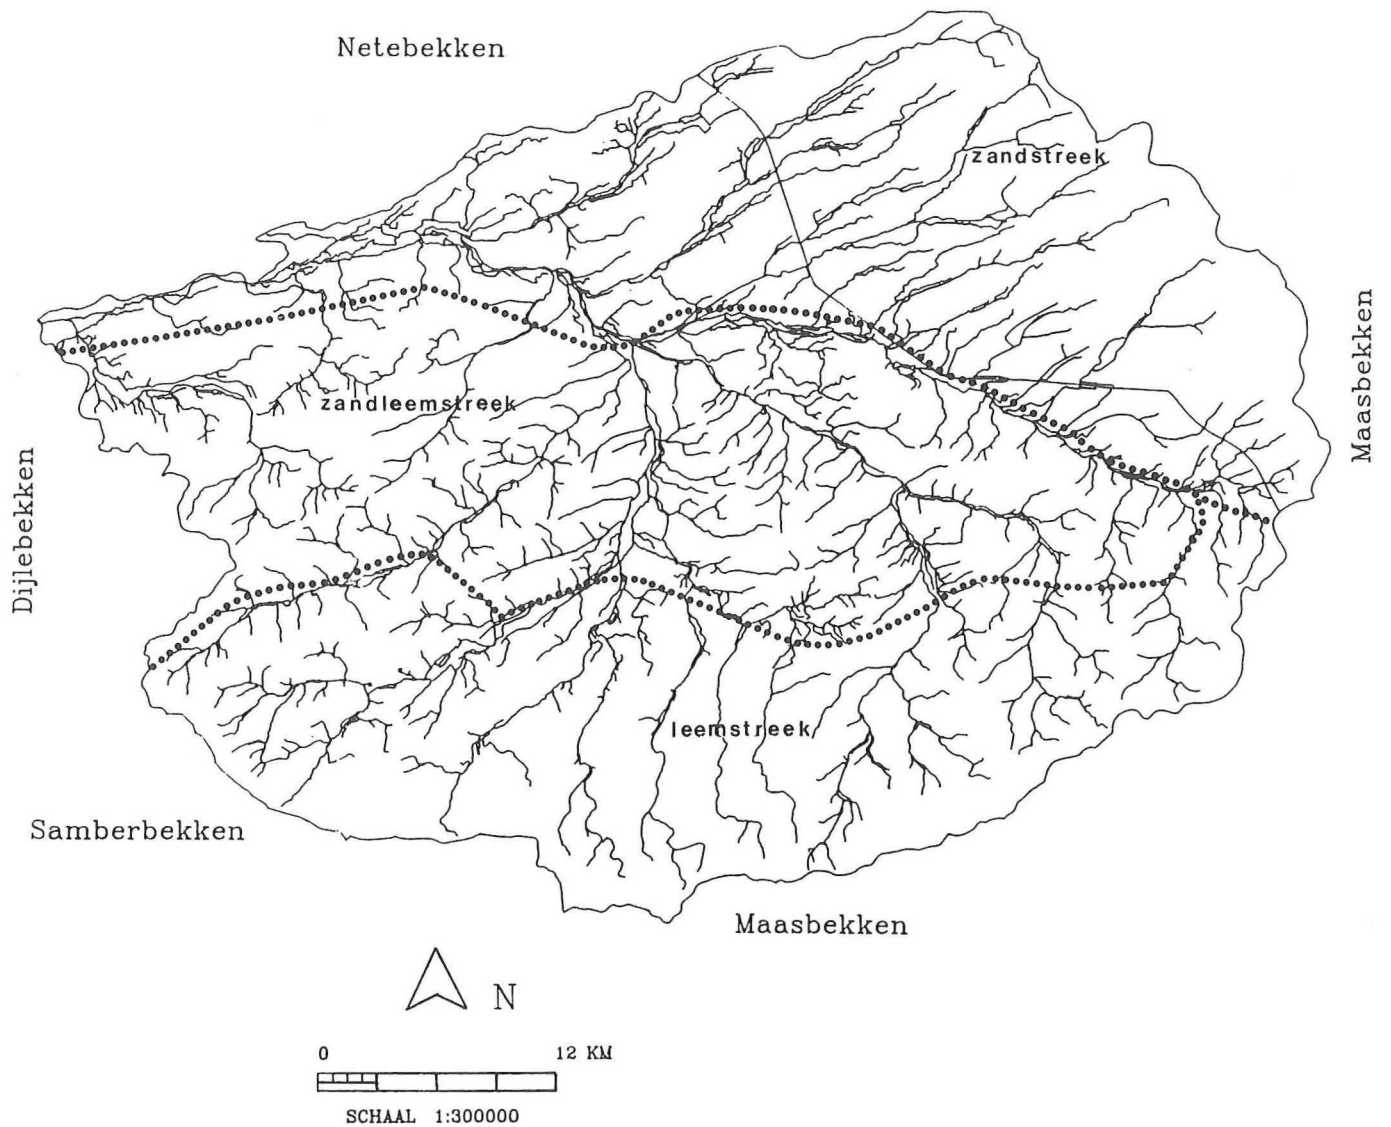 Netebekken
zandstreek
Maasbekken
zandleemstreek
Dijlebekken
leemstreek
Samberbekken
Maasbekken
N
0 12 KM
SCHAAL 1:300000